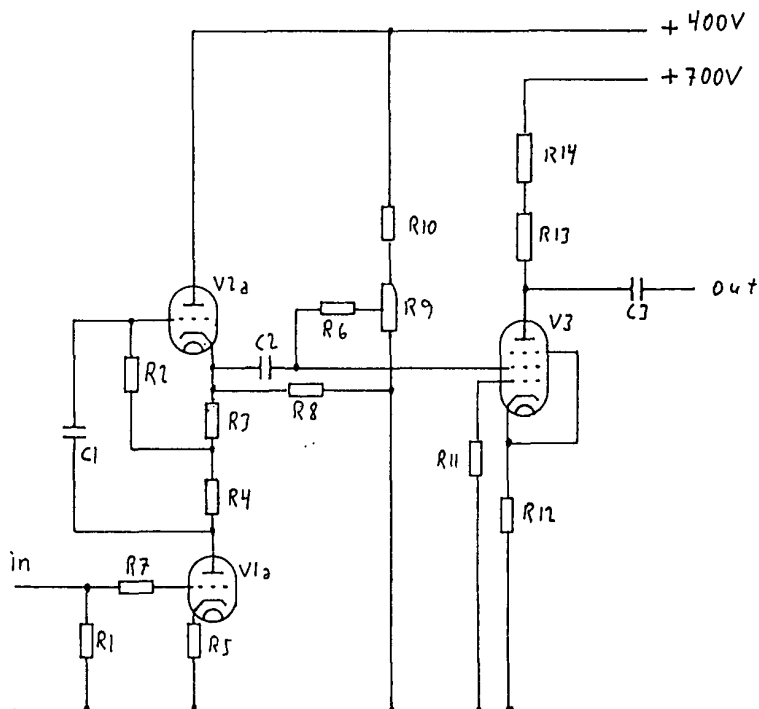 + 400V
+ 700V
R14
R10
R13
V2a
R9
out
R6
C3
V3
C2
R2
R8
R3
C1
R11
R4
R12
in
V1a
R7
R1
R5